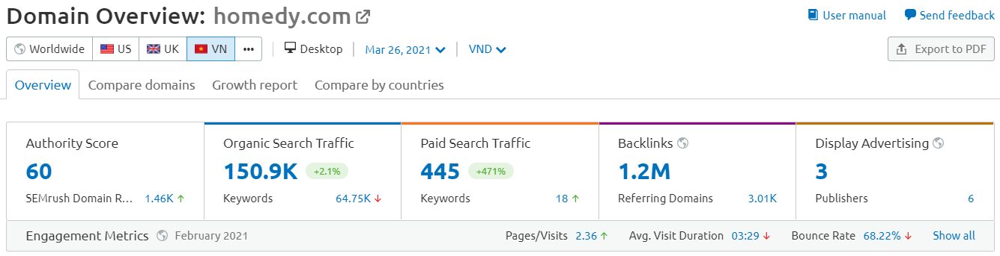 Domain Overview: homedy.com
User manual
Send feedback
Worldwide US UK VN ••• Desktop Mar 26, 2021 VND
Export to PDF
Overview Compare domains Growth report Compare by countries
Authority Score
60
SEMrush Domain R... 1.46K ↑
Organic Search Traffic
150.9K +2.1%
Keywords 64.75K ↓
Paid Search Traffic
445 +471%
Keywords 18 ↑
Backlinks
1.2M
Referring Domains 3.01K
Display Advertising
3
Publishers 6
Engagement Metrics February 2021 Pages/Visits 2.36 ↑ Avg. Visit Duration 03:29 ↓ Bounce Rate 68.22% ↓ Show all